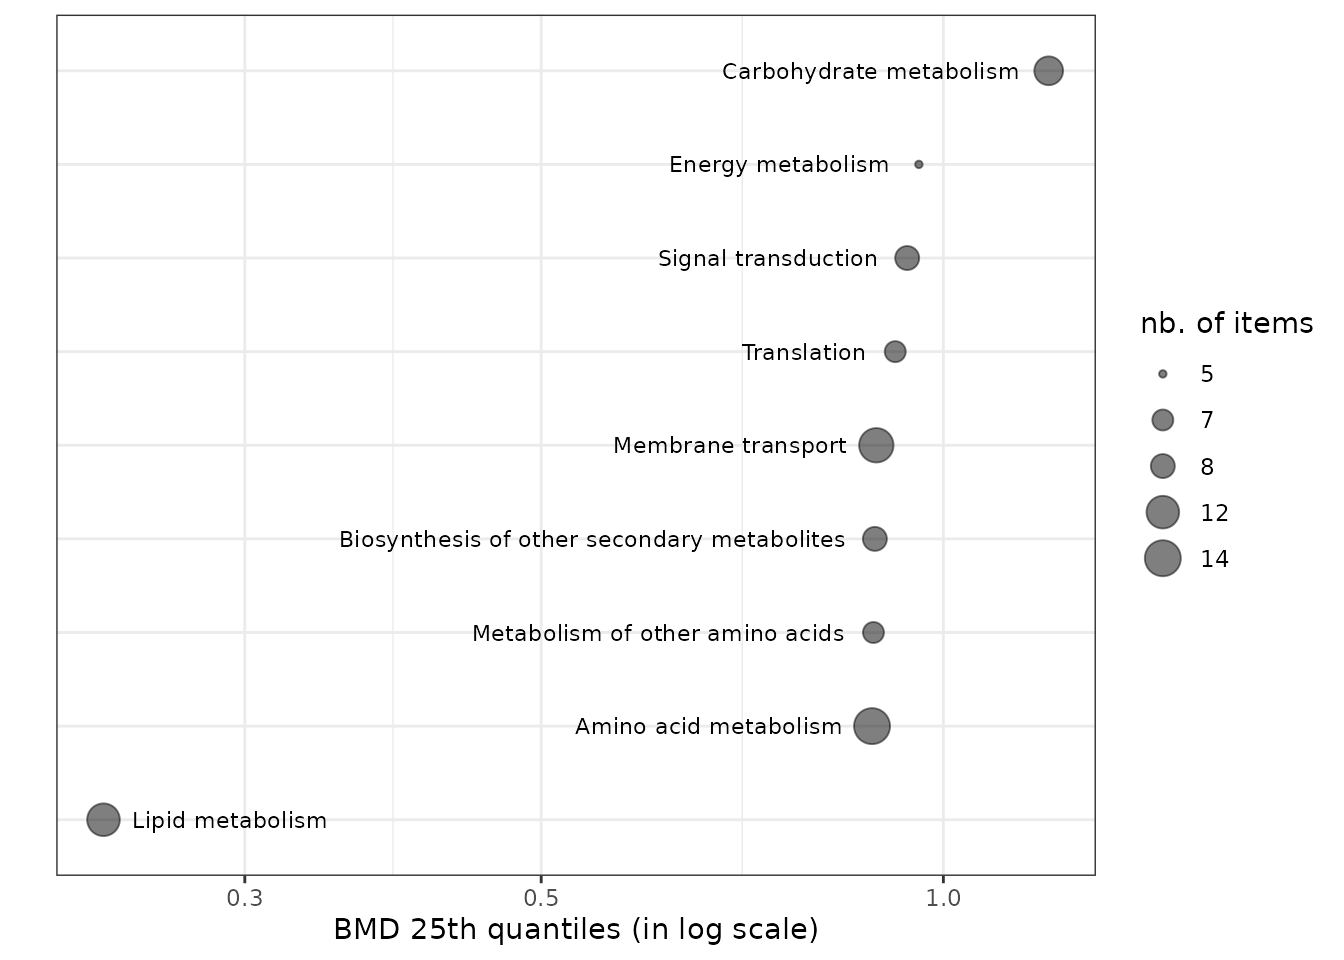 Carbohydrate metabolism
Energy metabolism
Signal transduction
Translation
Membrane transport
Biosynthesis of other secondary metabolites
Metabolism of other amino acids
Amino acid metabolism
Lipid metabolism
0.3 0.5 1.0
BMD 25th quantiles (in log scale)
nb. of items
5
7
8
12
14